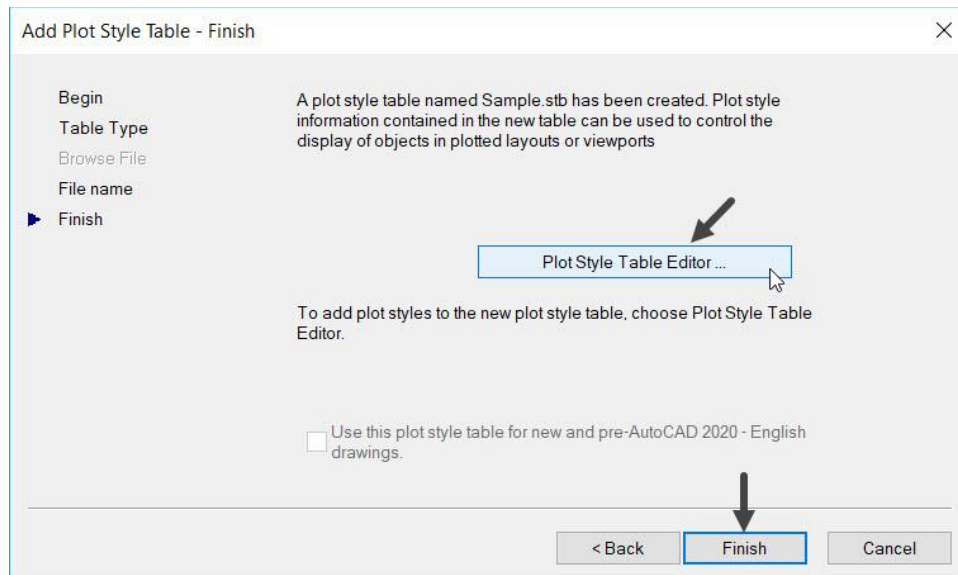 Add Plot Style Table - Finish
Begin
Table Type
Browse File
File name
Finish
A plot style table named Sample.stb has been created. Plot style
information contained in the new table can be used to control the
display of objects in plotted layouts or viewports
Plot Style Table Editor ...
To add plot styles to the new plot style table, choose Plot Style Table
Editor.
Use this plot style table for new and pre-AutoCAD 2020 - English
drawings.
< Back
Finish
Cancel